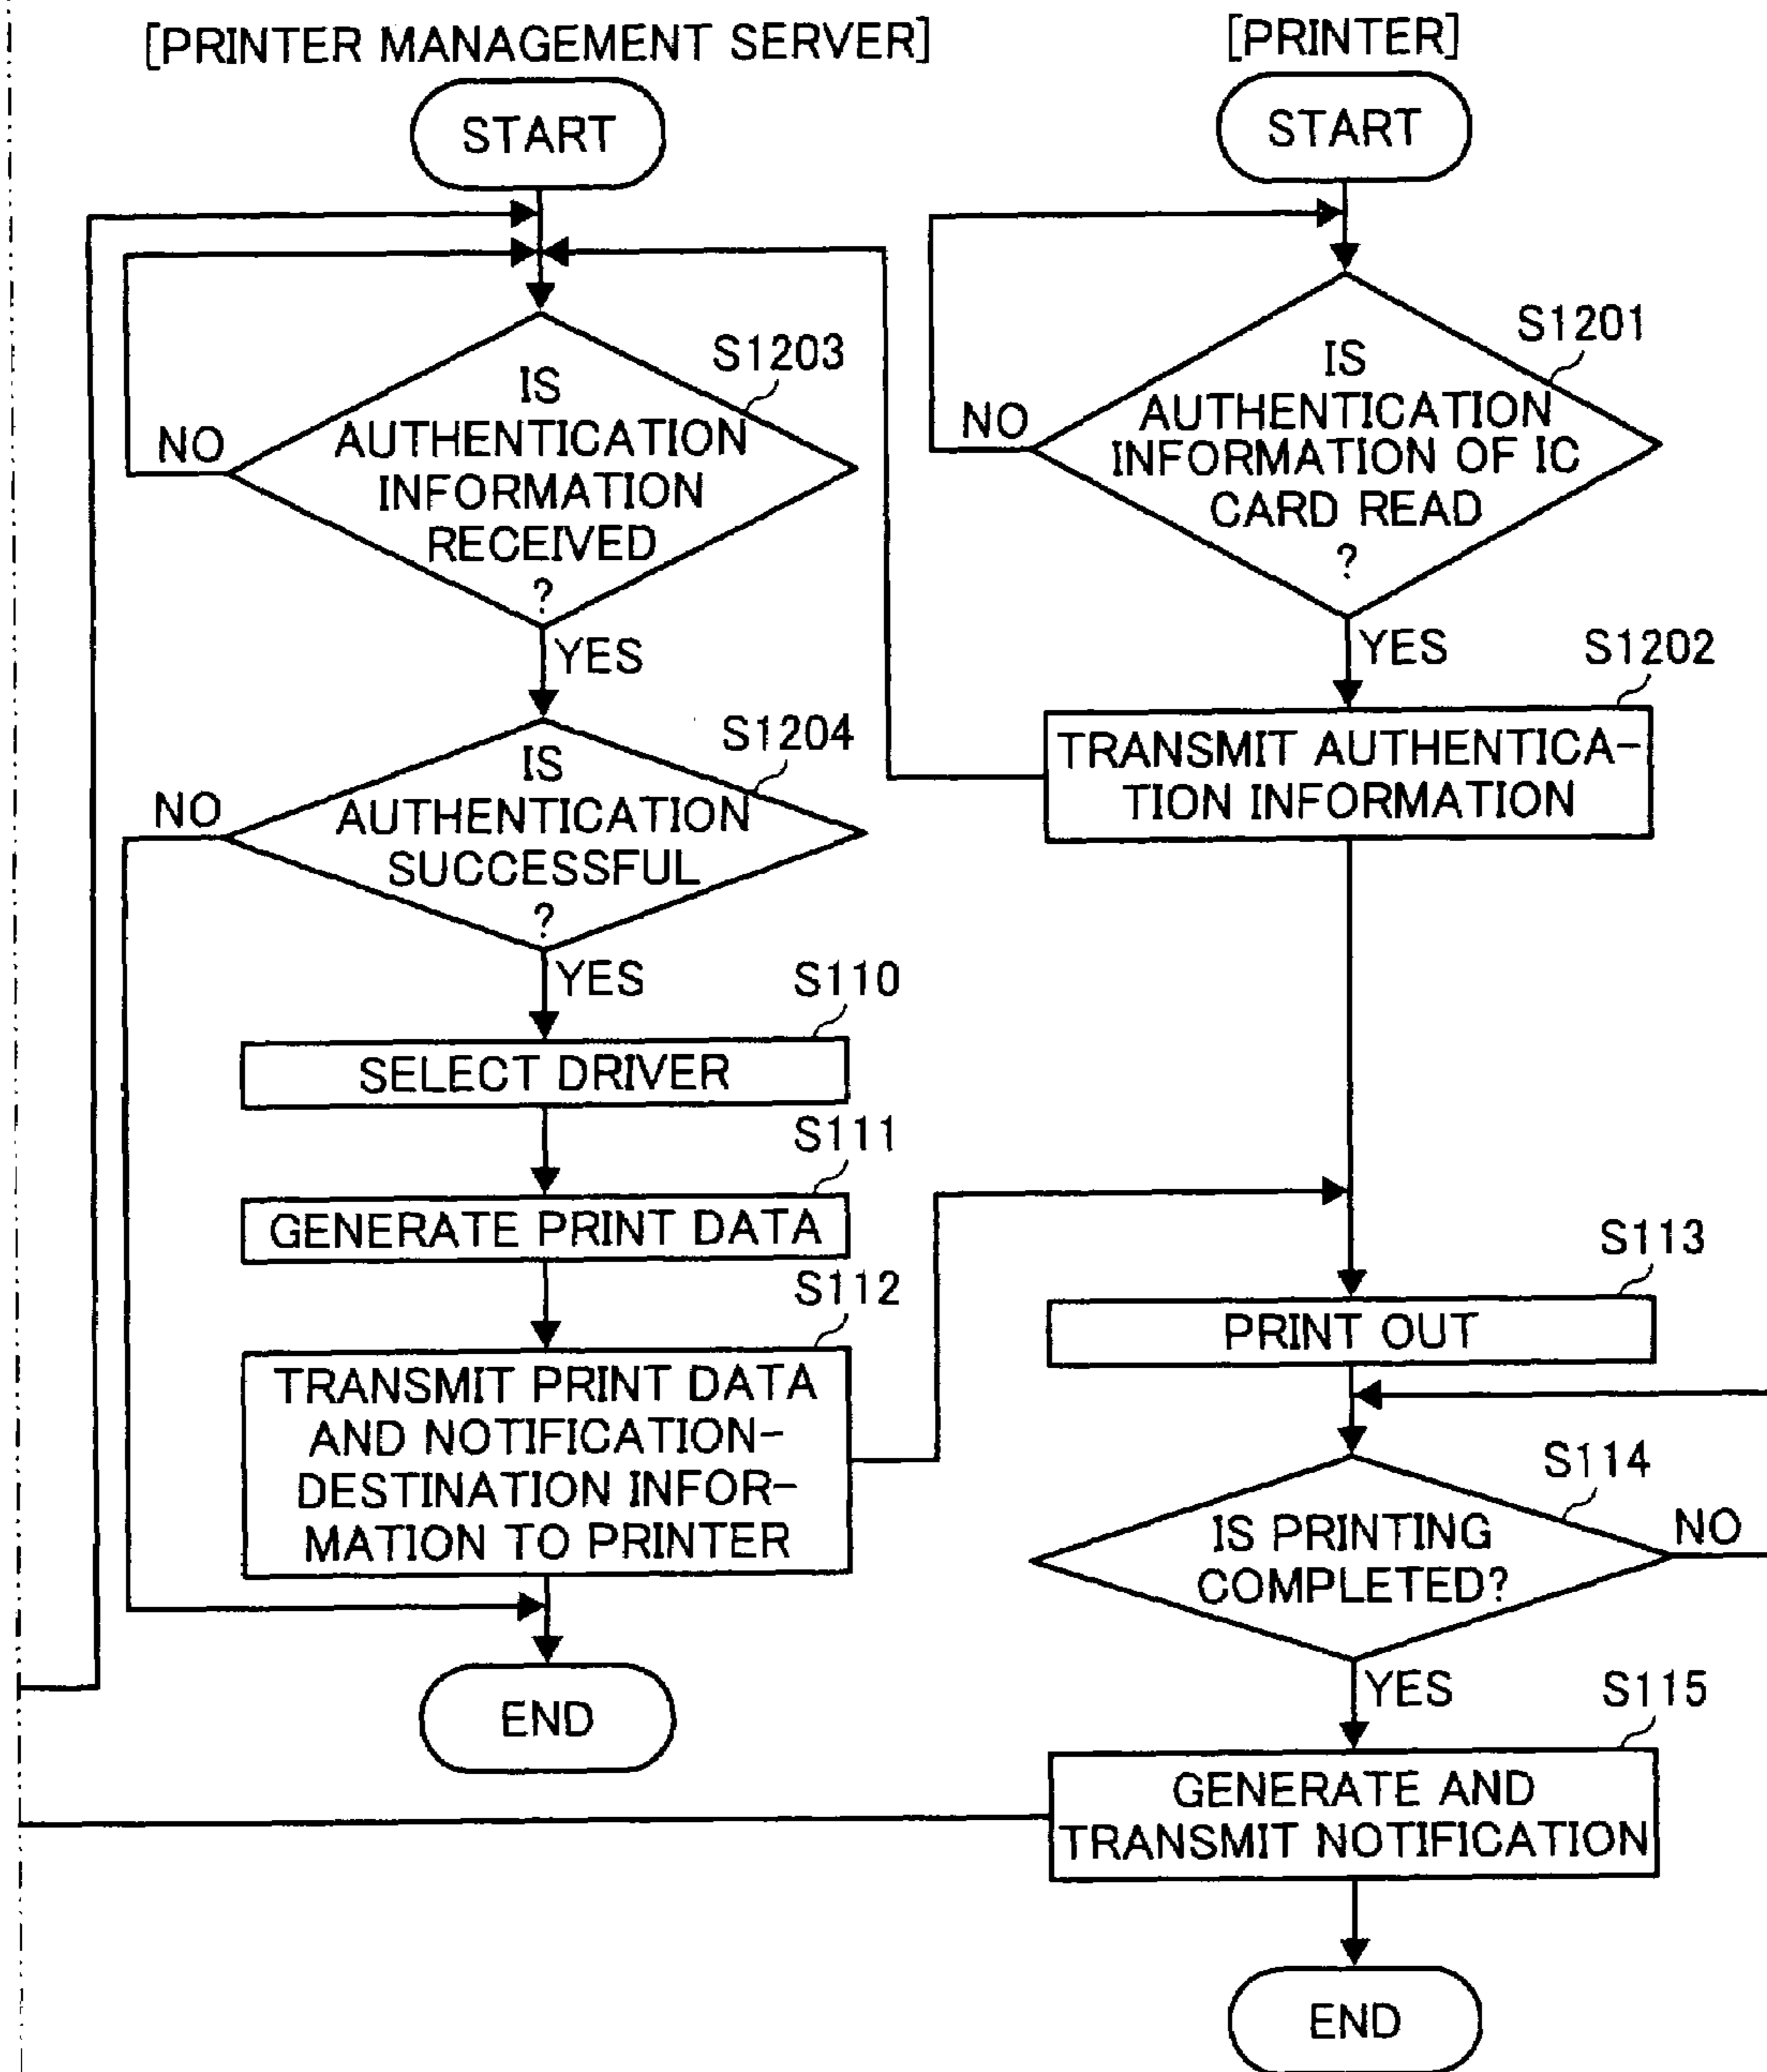 [PRINTER MANAGEMENT SERVER]
START
S1203
IS
AUTHENTICATION
INFORMATION
RECEIVED
?
NO
YES
S1204
IS
AUTHENTICATION
SUCCESSFUL
?
NO
YES
S110
SELECT DRIVER
S111
GENERATE PRINT DATA
S112
TRANSMIT PRINT DATA
AND NOTIFICATION-
DESTINATION INFOR-
MATION TO PRINTER
END
[PRINTER]
START
S1201
IS
AUTHENTICATION
INFORMATION OF IC
CARD READ
?
NO
YES
S1202
TRANSMIT AUTHENTICA-
TION INFORMATION
S113
PRINT OUT
S114
IS PRINTING
COMPLETED?
NO
YES
S115
GENERATE AND
TRANSMIT NOTIFICATION
END